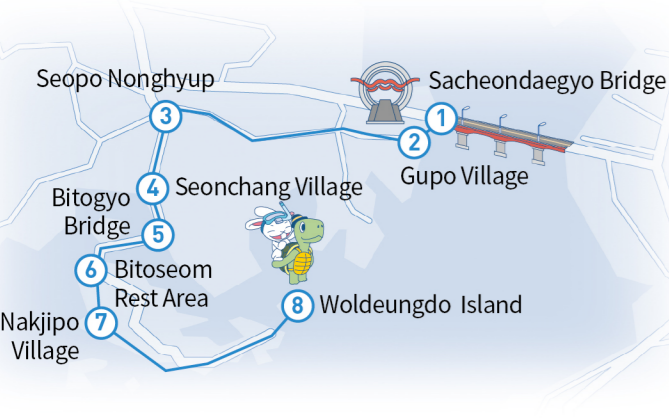 Seopo Nonghyup
Sacheondaegyo Bridge
3
1
2
Gupo Village
4
Seonchang Village
Bitogyo
Bridge
5
6
Bitoseom
Rest Area
8
Woldeungdo Island
7
Nakjipo
Village